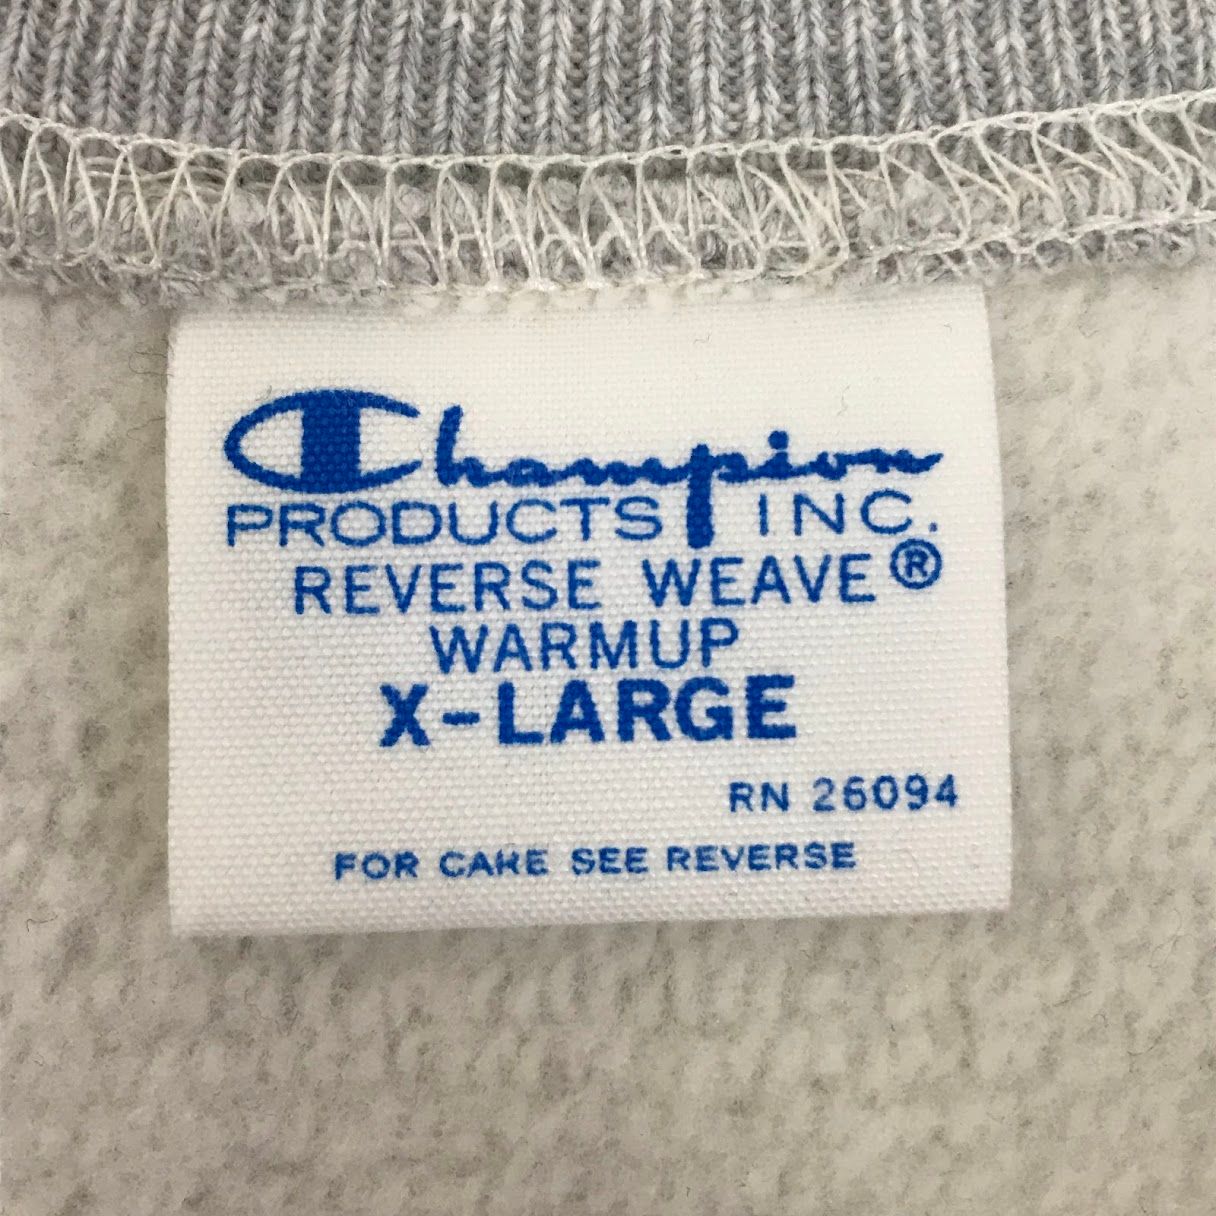 Champion
PRODUCTS INC.
REVERSE WEAVE®
WARMUP
X-LARGE
RN 26094
FOR CARE SEE REVERSE